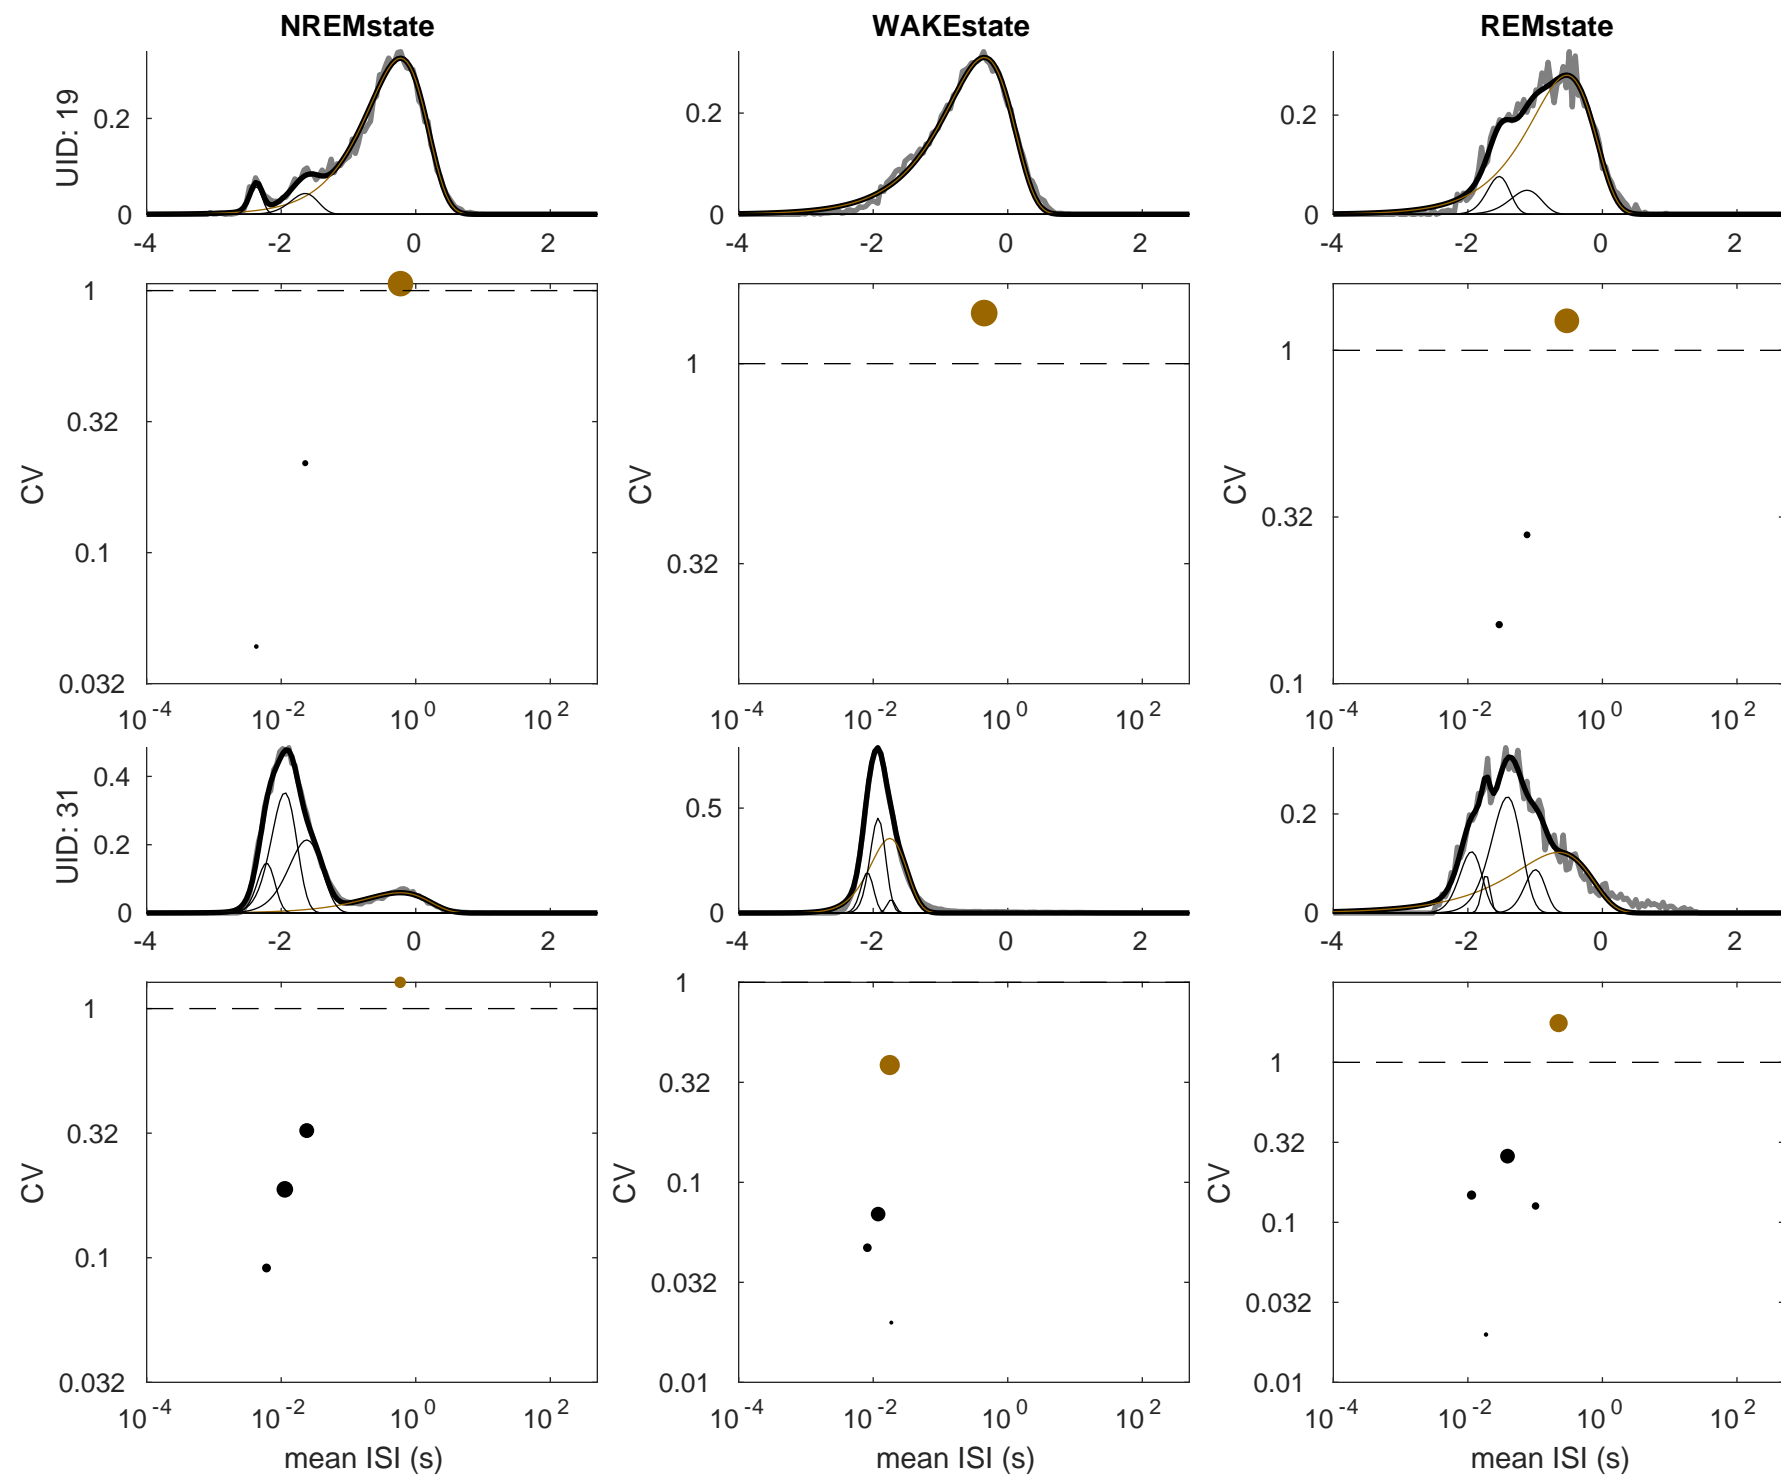 NREMstate WAKEstate REMstate
UID: 19
0.2 0.2 0.2
0 0 0
-4 -2 0 2 -4 -2 0 2 -4 -2 0 2
CV
1
0.32
0.1
0.032
10^-4 10^-2 10^0 10^2
CV
1
0.32
10^-4 10^-2 10^0 10^2
CV
1
0.32
0.1
10^-4 10^-2 10^0 10^2
UID: 31
0.4
0.2
0
-4 -2 0 2
0.5
0
-4 -2 0 2
0.2
0
-4 -2 0 2
CV
1
0.32
0.1
0.032
10^-4 10^-2 10^0 10^2
mean ISI (s)
CV
1
0.32
0.1
0.032
0.01
10^-4 10^-2 10^0 10^2
mean ISI (s)
CV
1
0.32
0.1
0.032
0.01
10^-4 10^-2 10^0 10^2
mean ISI (s)